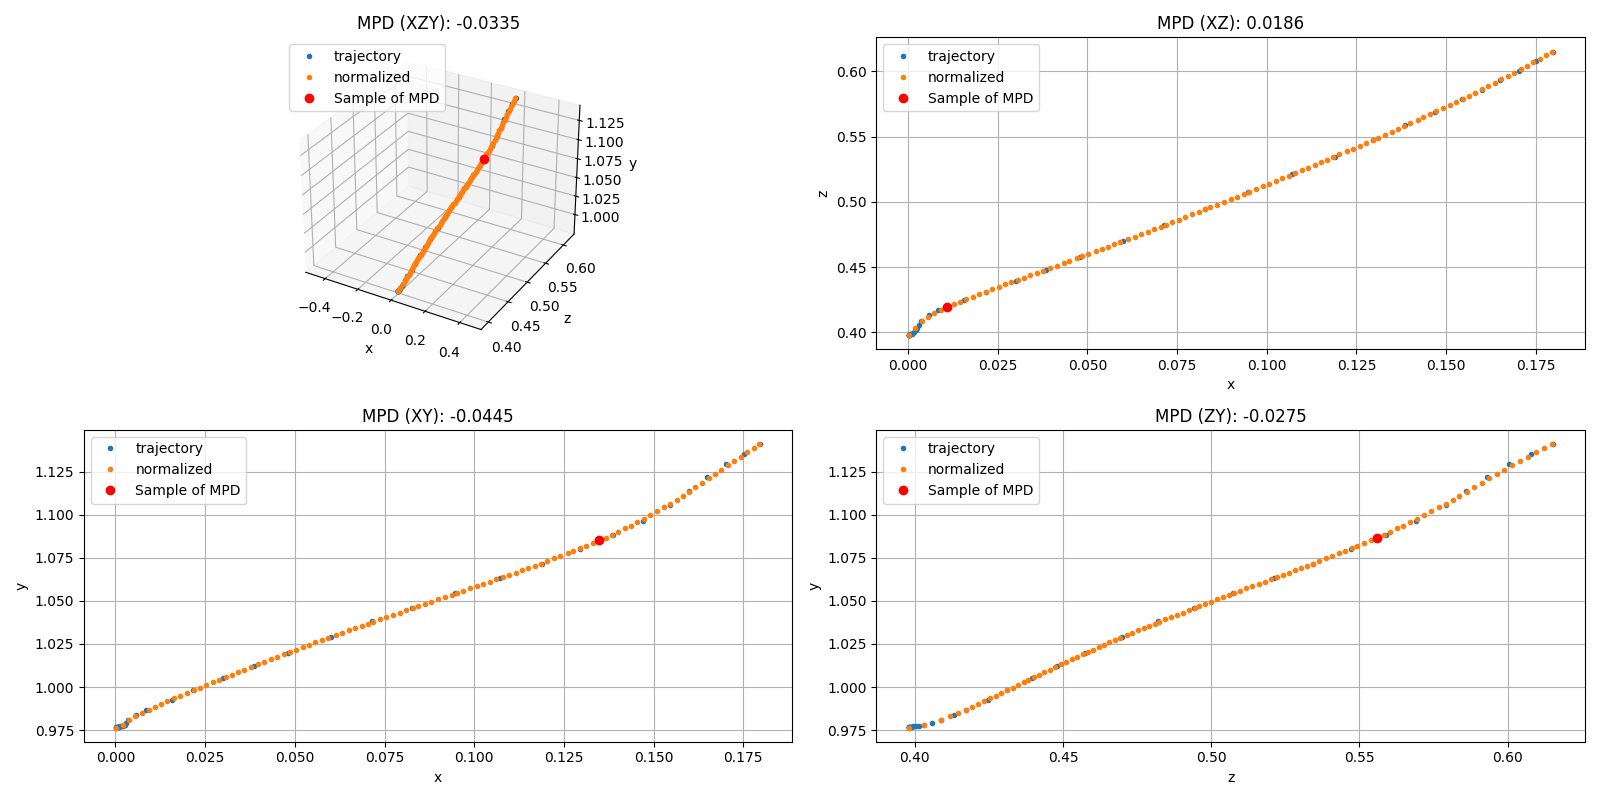 MPD (XZY): -0.0335
trajectory
normalized
Sample of MPD
1.125
1.100
1.075
1.050
1.025
1.000
y
−0.4
−0.2
0.0
0.2
0.4
x
0.40
0.45
0.50
0.55
0.60
z
MPD (XZ): 0.0186
trajectory
normalized
Sample of MPD
0.60
0.55
0.50
0.45
0.40
z
0.000 0.025 0.050 0.075 0.100 0.125 0.150 0.175
x
MPD (XY): -0.0445
trajectory
normalized
Sample of MPD
1.125
1.100
1.075
1.050
1.025
1.000
0.975
y
0.000 0.025 0.050 0.075 0.100 0.125 0.150 0.175
x
MPD (ZY): -0.0275
trajectory
normalized
Sample of MPD
1.125
1.100
1.075
1.050
1.025
1.000
0.975
y
0.40 0.45 0.50 0.55 0.60
z